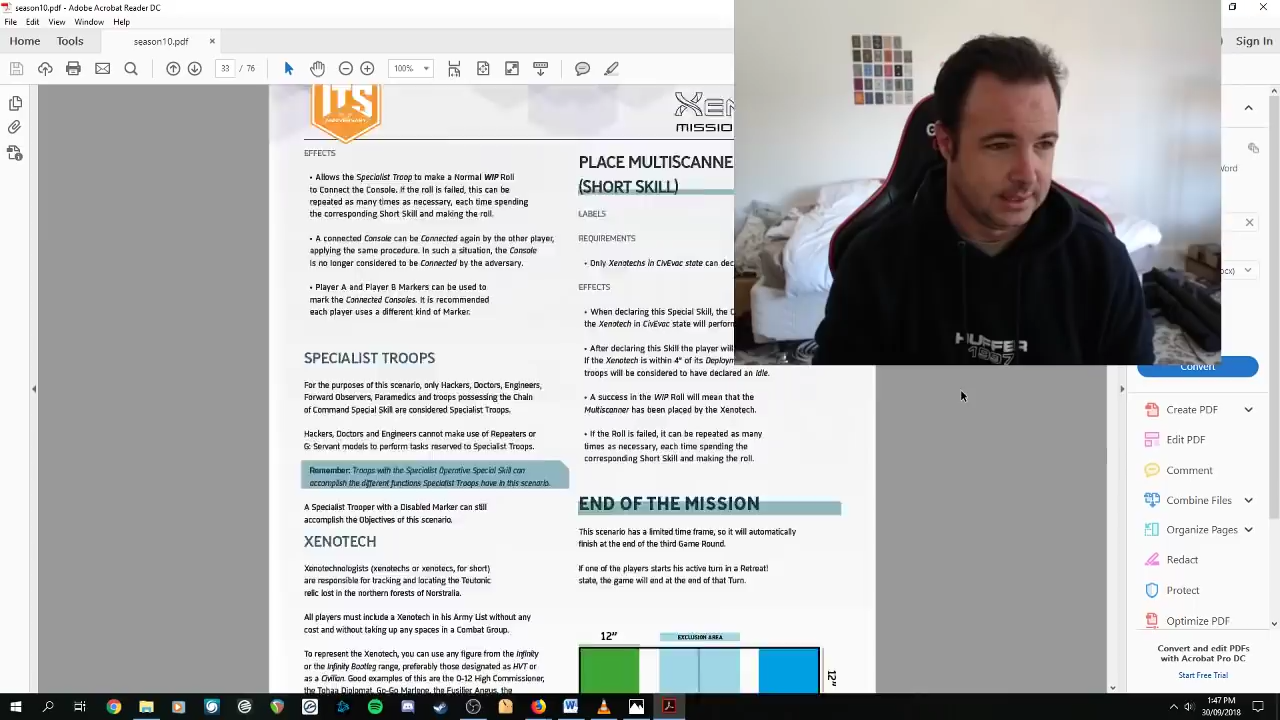 season10.pdf - Adobe Acrobat Reader DC
File Edit View Window Help
Home Tools season10.pdf × Sign In
33 / 76 100%
ITS
ANNIVERSARY
MISSION
EFFECTS
• Allows the Specialist Troop to make a Normal WIP Roll
to Connect the Console. If the roll is failed, this can be
repeated as many times as necessary, each time spending
the corresponding Short Skill and making the roll.
• A connected Console can be Connected again by the other player,
applying the same procedure. In such a situation, the Console
is no longer considered to be Connected by the adversary.
• Player A and Player B Markers can be used to
mark the Connected Consoles. It is recommended
each player uses a different kind of Marker.
SPECIALIST TROOPS
For the purposes of this scenario, only Hackers, Doctors, Engineers,
Forward Observers, Paramedics and troops possessing the Chain
of Command Special Skill are considered Specialist Troops.
Hackers, Doctors and Engineers cannot make use of Repeaters or
G: Servant models to perform tasks reserved to Specialist Troops.
Remember: Troops with the Specialist Operative Special Skill can
accomplish the different functions Specialist Troops have in this scenario.
A Specialist Trooper with a Disabled Marker can still
accomplish the Objectives of this scenario.
XENOTECH
Xenotechnologists (xenotechs or xenotecs, for short)
are responsible for tracking and locating the Teutonic
relic lost in the northern forests of Norstralia.
All players must include a Xenotech in his Army List without any
cost and without taking up any spaces in a Combat Group.
To represent the Xenotech, you can use any figure from the Infinity
or the Infinity Bootleg range, preferably those designated as HVT or
as a Civilian. Good examples of this are the O-12 High Commissioner,
the Tohaa Diplomat, Go-Go Marlene, the Fusilier Angus, the
PLACE MULTISCANNE
(SHORT SKILL)
LABELS
REQUIREMENTS
• Only Xenotechs in CivEvac state can dec
EFFECTS
• When declaring this Special Skill, the C
the Xenotech in CivEvac state will perform
• After declaring this Skill the player will
If the Xenotech is within 4" of its Deploym
troops will be considered to have declared an Idle.
• A success in the WIP Roll will mean that the
Multiscanner has been placed by the Xenotech.
• If the Roll is failed, it can be repeated as many
times as necessary, each time spending the
corresponding Short Skill and making the roll.
END OF THE MISSION
This scenario has a limited time frame, so it will automatically
finish at the end of the third Game Round.
If one of the players starts his active turn in a Retreat!
state, the game will end at the end of that Turn.
12" EXCLUSION AREA
12"
HUFFER
1997
Word
ocx)
Convert
Create PDF
Edit PDF
Comment
Combine Files
Organize Pages
Redact
Protect
Optimize PDF
Convert and edit PDFs
with Acrobat Pro DC
Start Free Trial
1:47 PM
30/09/2018